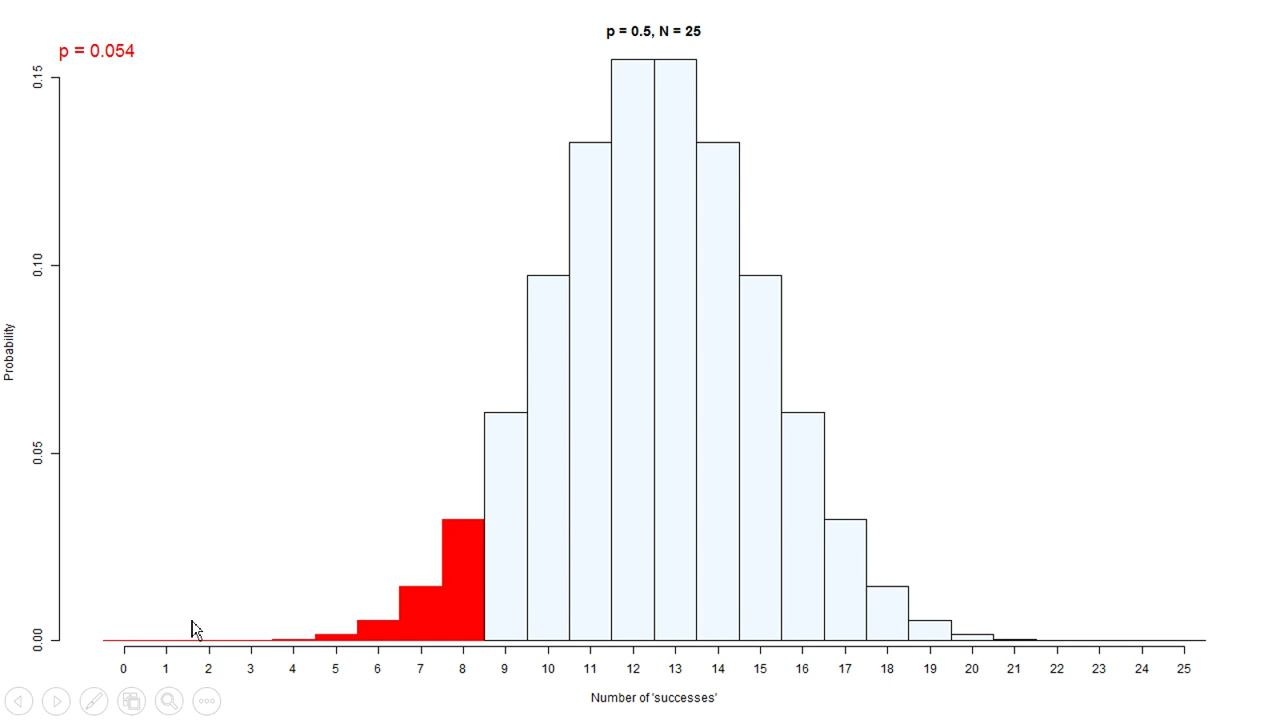 p = 0.5, N = 25
p = 0.054
0.15
0.10
0.05
0.00
Probability
0 1 2 3 4 5 6 7 8 9 10 11 12 13 14 15 16 17 18 19 20 21 22 23 24 25
Number of 'successes'